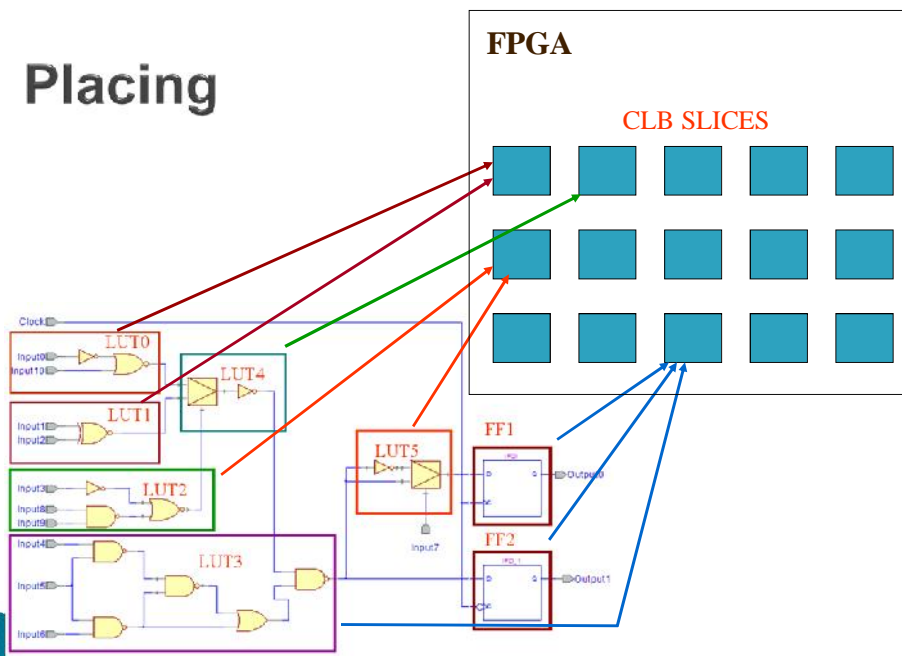 Placing
FPGA
CLB SLICES
Clock
LUT0
Input0
Input10
LUT4
LUT1
Input1
Input2
LUT2
Input3
Input8
Input9
LUT5
Input7
FF1
D
Output0
LUT3
Input4
Input5
Input6
FF2
D
Output1